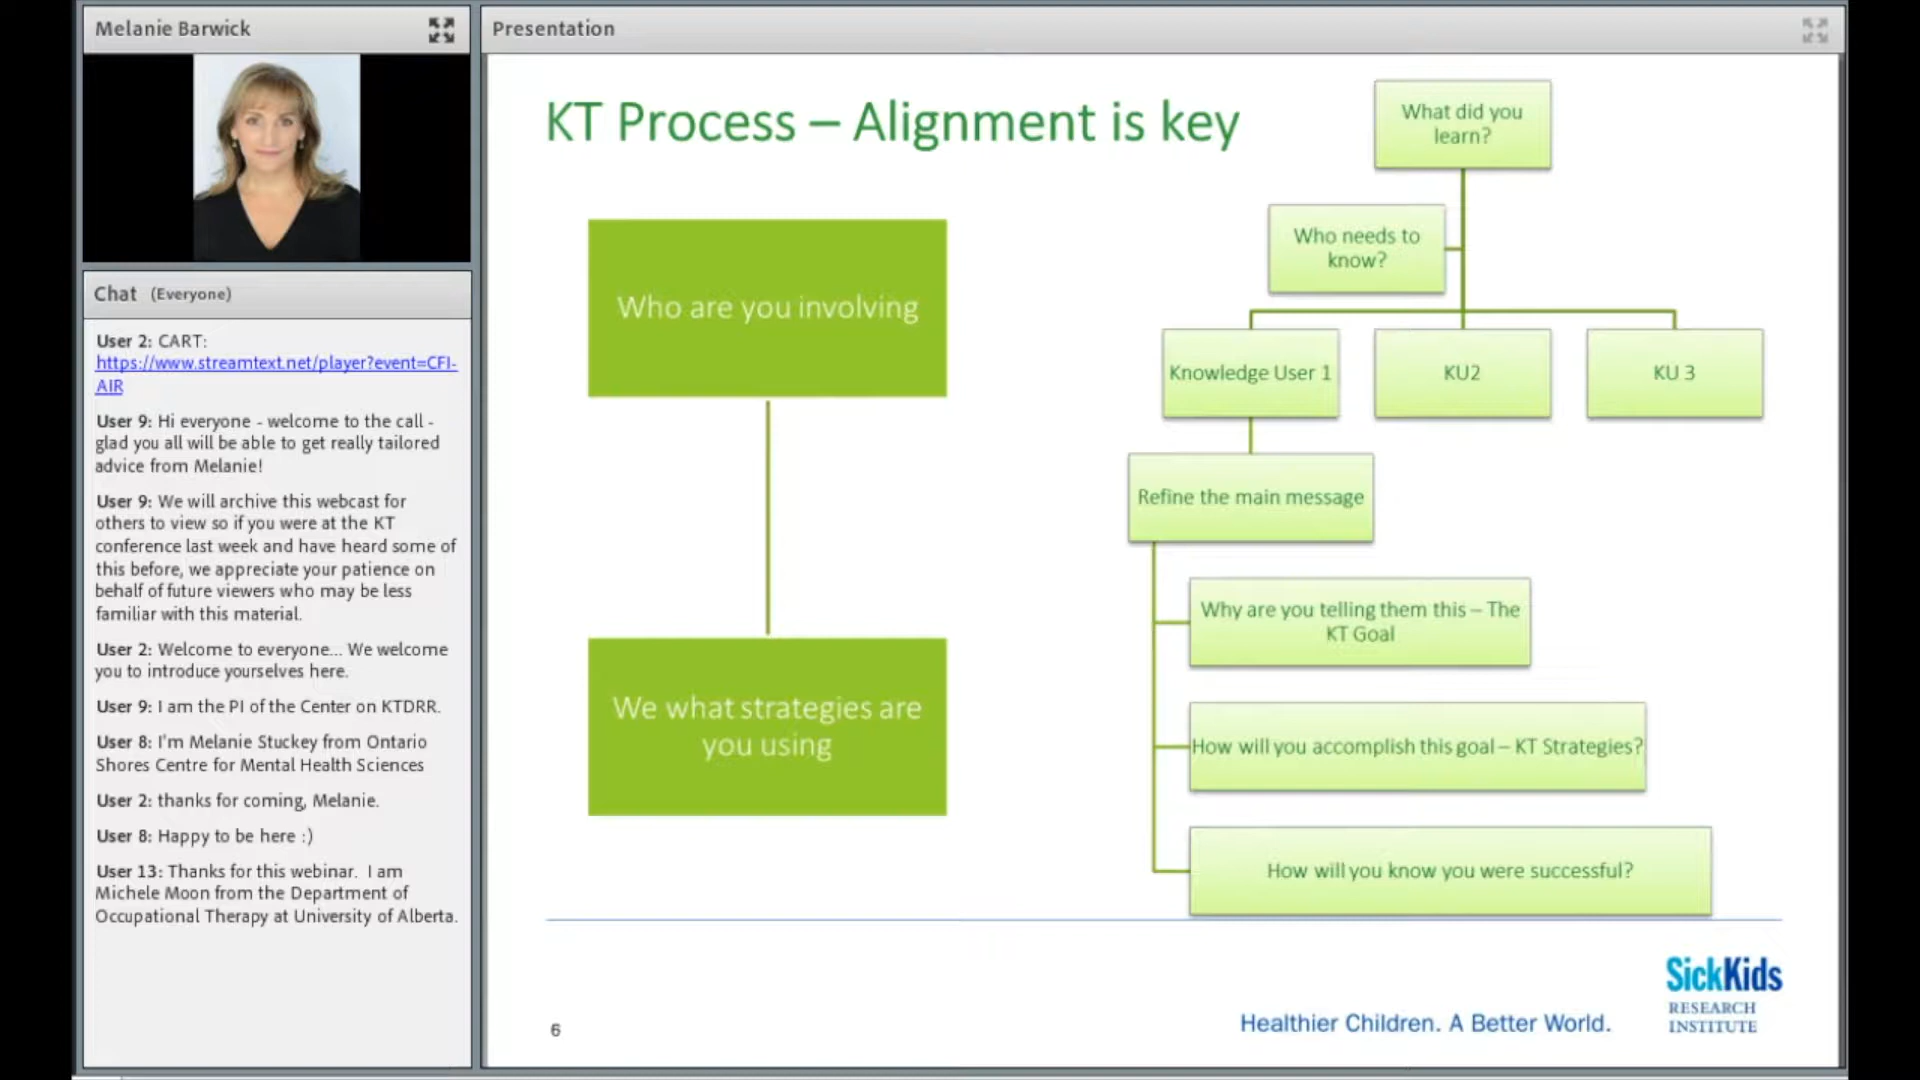 Melanie Barwick
Chat (Everyone)
User 2: CART:
https://www.streamtext.net/player?event=CFI-
AIR
User 9: Hi everyone - welcome to the call -
glad you all will be able to get really tailored
advice from Melanie!
User 9: We will archive this webcast for
others to view so if you were at the KT
conference last week and have heard some of
this before, we appreciate your patience on
behalf of future viewers who may be less
familiar with this material.
User 2: Welcome to everyone... We welcome
you to introduce yourselves here.
User 9: I am the PI of the Center on KTDRR.
User 8: I'm Melanie Stuckey from Ontario
Shores Centre for Mental Health Sciences
User 2: thanks for coming, Melanie.
User 8: Happy to be here :)
User 13: Thanks for this webinar.  I am
Michele Moon from the Department of
Occupational Therapy at University of Alberta.
Presentation
KT Process – Alignment is key
Who are you involving
We what strategies are
you using
What did you
learn?
Who needs to
know?
Knowledge User 1
KU2
KU 3
Refine the main message
Why are you telling them this – The
KT Goal
How will you accomplish this goal – KT Strategies?
How will you know you were successful?
6
Healthier Children. A Better World.
SickKids
RESEARCH
INSTITUTE